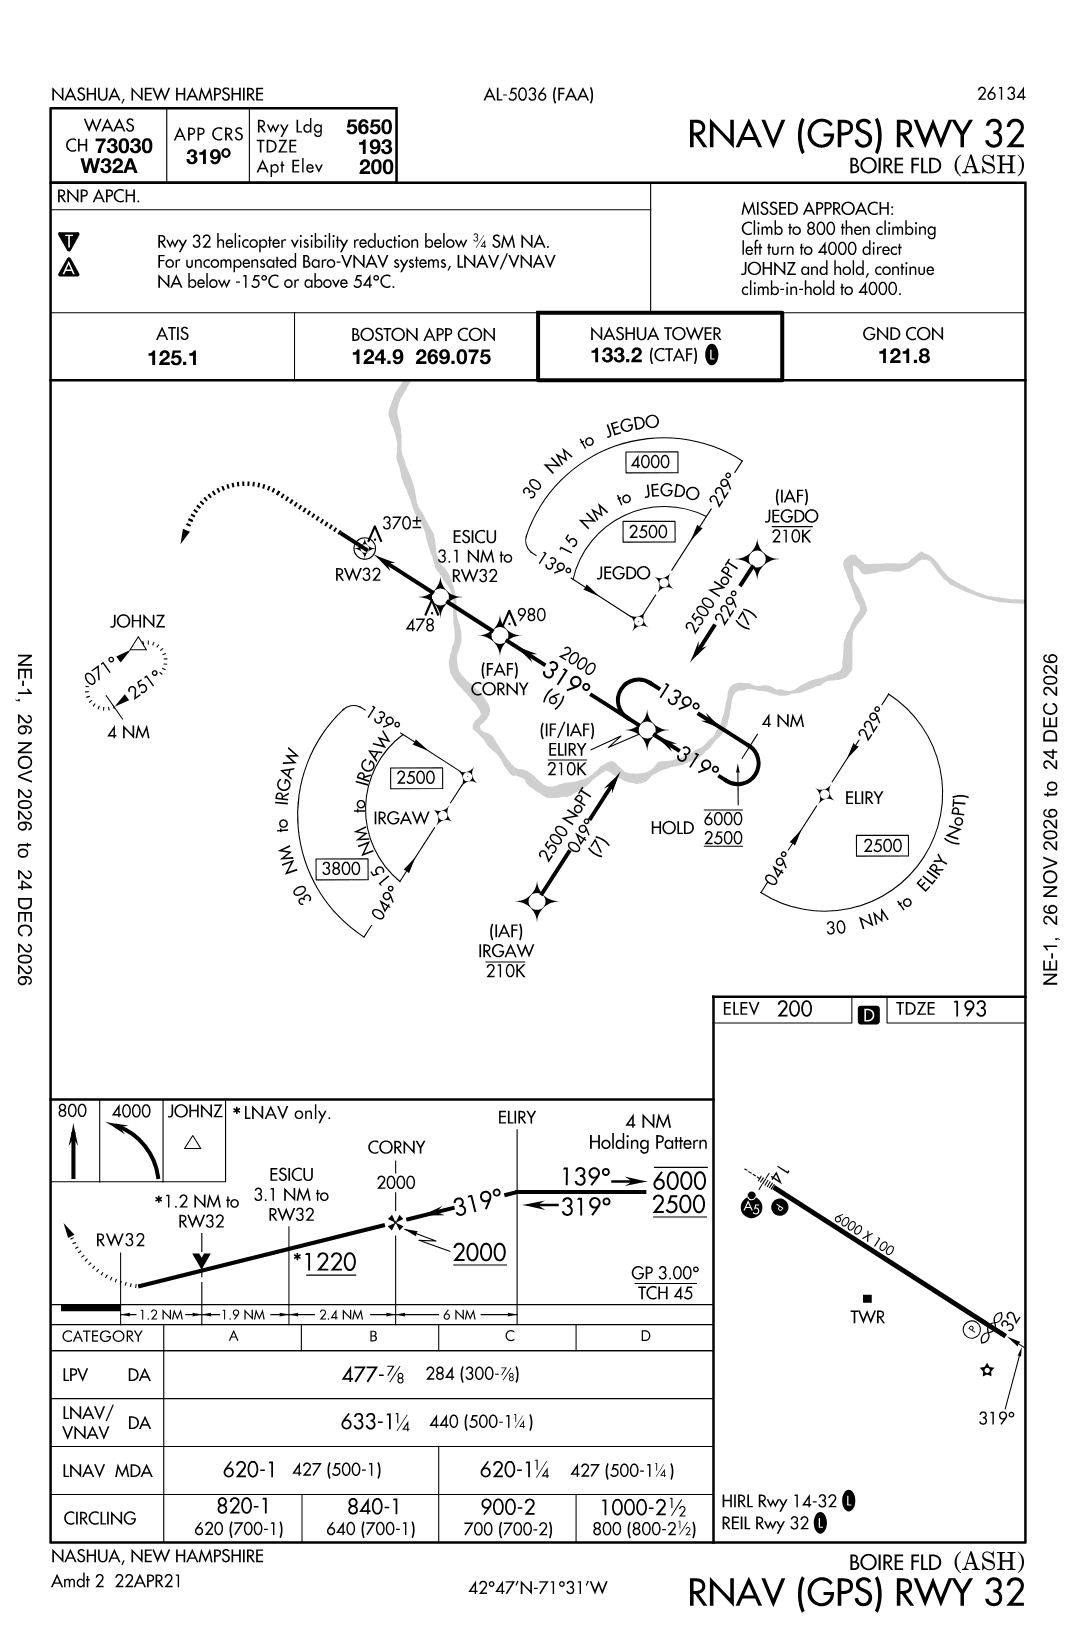 NASHUA, NEW HAMPSHIRE
AL-5036 (FAA)
26134
WAAS
CH 73030
W32A
APP CRS
319°
Rwy Ldg 5650
TDZE 193
Apt Elev 200
RNAV (GPS) RWY 32
BOIRE FLD (ASH)
RNP APCH.
T
A
Rwy 32 helicopter visibility reduction below ¾ SM NA.
For uncompensated Baro-VNAV systems, LNAV/VNAV
NA below -15°C or above 54°C.
MISSED APPROACH:
Climb to 800 then climbing
left turn to 4000 direct
JOHNZ and hold, continue
climb-in-hold to 4000.
ATIS
125.1
BOSTON APP CON
124.9 269.075
NASHUA TOWER
133.2 (CTAF) L
GND CON
121.8
30 NM to JEGDO
4000
15 NM to JEGDO
2500
229°
139°
JEGDO
(IAF)
JEGDO
210K
2500 NoPT
229°
(7)
370±
RW32
ESICU
3.1 NM to
RW32
478
980
(FAF)
CORNY
2000
319°
(6)
JOHNZ
071°
251°
4 NM
(IF/IAF)
ELIRY
210K
139°
319°
4 NM
HOLD
6000
2500
30 NM to IRGAW
3800
15 NM to IRGAW
2500
139°
049°
IRGAW
2500 NoPT
049°
(7)
(IAF)
IRGAW
210K
229°
ELIRY
2500
049°
30 NM to ELIRY (NoPT)
NE-1, 26 NOV 2026 to 24 DEC 2026
NE-1, 26 NOV 2026 to 24 DEC 2026
ELEV 200
D
TDZE 193
14
A5
P
6000 X 100
TWR
P
32
319°
HIRL Rwy 14-32 L
REIL Rwy 32 L
800
4000
JOHNZ
*LNAV only.
ELIRY
4 NM
Holding Pattern
CORNY
2000
ESICU
3.1 NM to
RW32
*1.2 NM to
RW32
RW32
139° 6000
319° 2500
319°
*1220
2000
GP 3.00°
TCH 45
1.2 NM
1.9 NM
2.4 NM
6 NM
CATEGORY A B C D
LPV DA 477-⅞ 284 (300-⅞)
LNAV/
VNAV DA 633-1¼ 440 (500-1¼)
LNAV MDA 620-1 427 (500-1) 620-1¼ 427 (500-1¼)
CIRCLING
820-1
620 (700-1)
840-1
640 (700-1)
900-2
700 (700-2)
1000-2½
800 (800-2½)
NASHUA, NEW HAMPSHIRE
Amdt 2 22APR21
42°47'N-71°31'W
BOIRE FLD (ASH)
RNAV (GPS) RWY 32